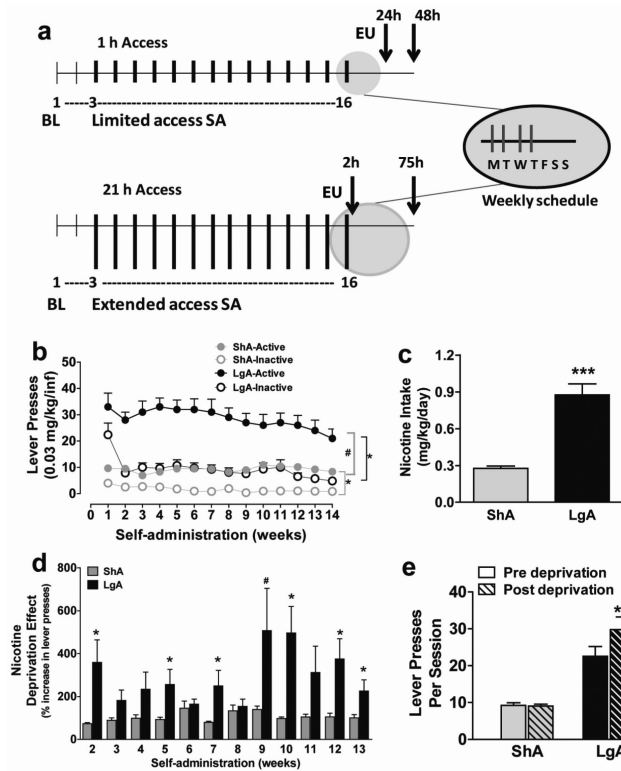 a
24h 48h
EU
1 h Access
1 ----- 3 ------------------------------------- 16
BL Limited access SA
M T W T F S S
Weekly schedule
2h 75h
21 h Access
EU
1 -----3------------------------------------- 16
BL Extended access SA
b
ShA-Active
ShA-Inactive
LgA-Active
LgA-Inactive
Lever Presses
(0.03 mg/kg/inf)
60
50
40
30
20
10
0
#
*
*
0 1 2 3 4 5 6 7 8 9 10 11 12 13 14
Self-administration (weeks)
c
Nicotine Intake
(mg/kg/day)
1.2
0.9
0.6
0.3
0.0
***
ShA LgA
d
ShA
LgA
Nicotine
Deprivation Effect
(% increase in lever presses)
800
600
400
200
0
* * * # * * *
2 3 4 5 6 7 8 9 10 11 12 13
Self-administration (weeks)
e
Pre deprivation
Post deprivation
Lever Presses
Per Session
40
30
20
10
0
*
ShA LgA